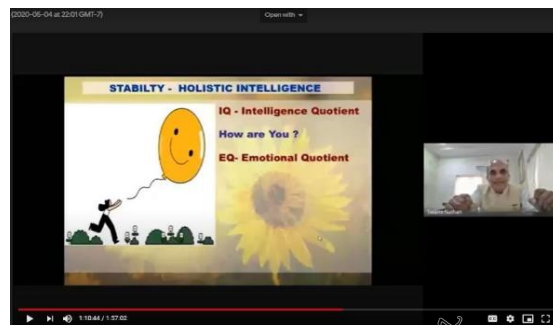 (2020-05-04 at 22:01 GMT-7)
Open with
STABILTY - HOLISTIC INTELLIGENCE
IQ - Intelligence Quotient
How are You ?
EQ- Emotional Quotient
1:10:44 / 1:57:02